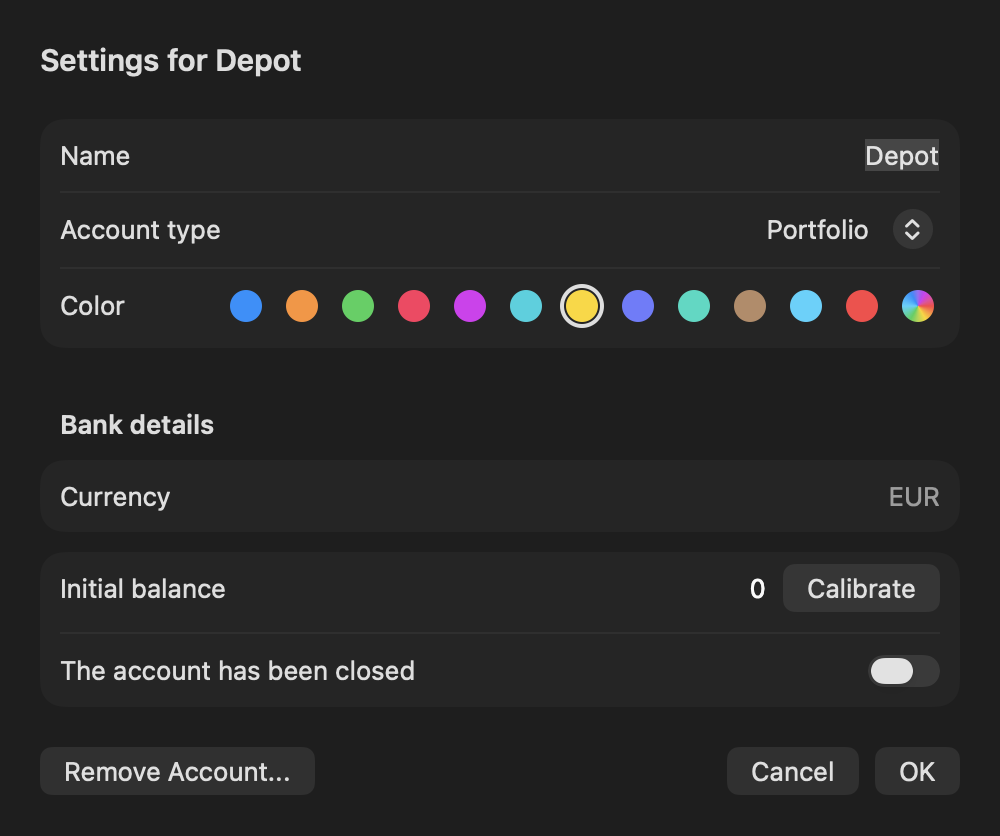 Settings for Depot
Name Depot
Account type Portfolio
Color
Bank details
Currency EUR
Initial balance 0 Calibrate
The account has been closed
Remove Account... Cancel OK